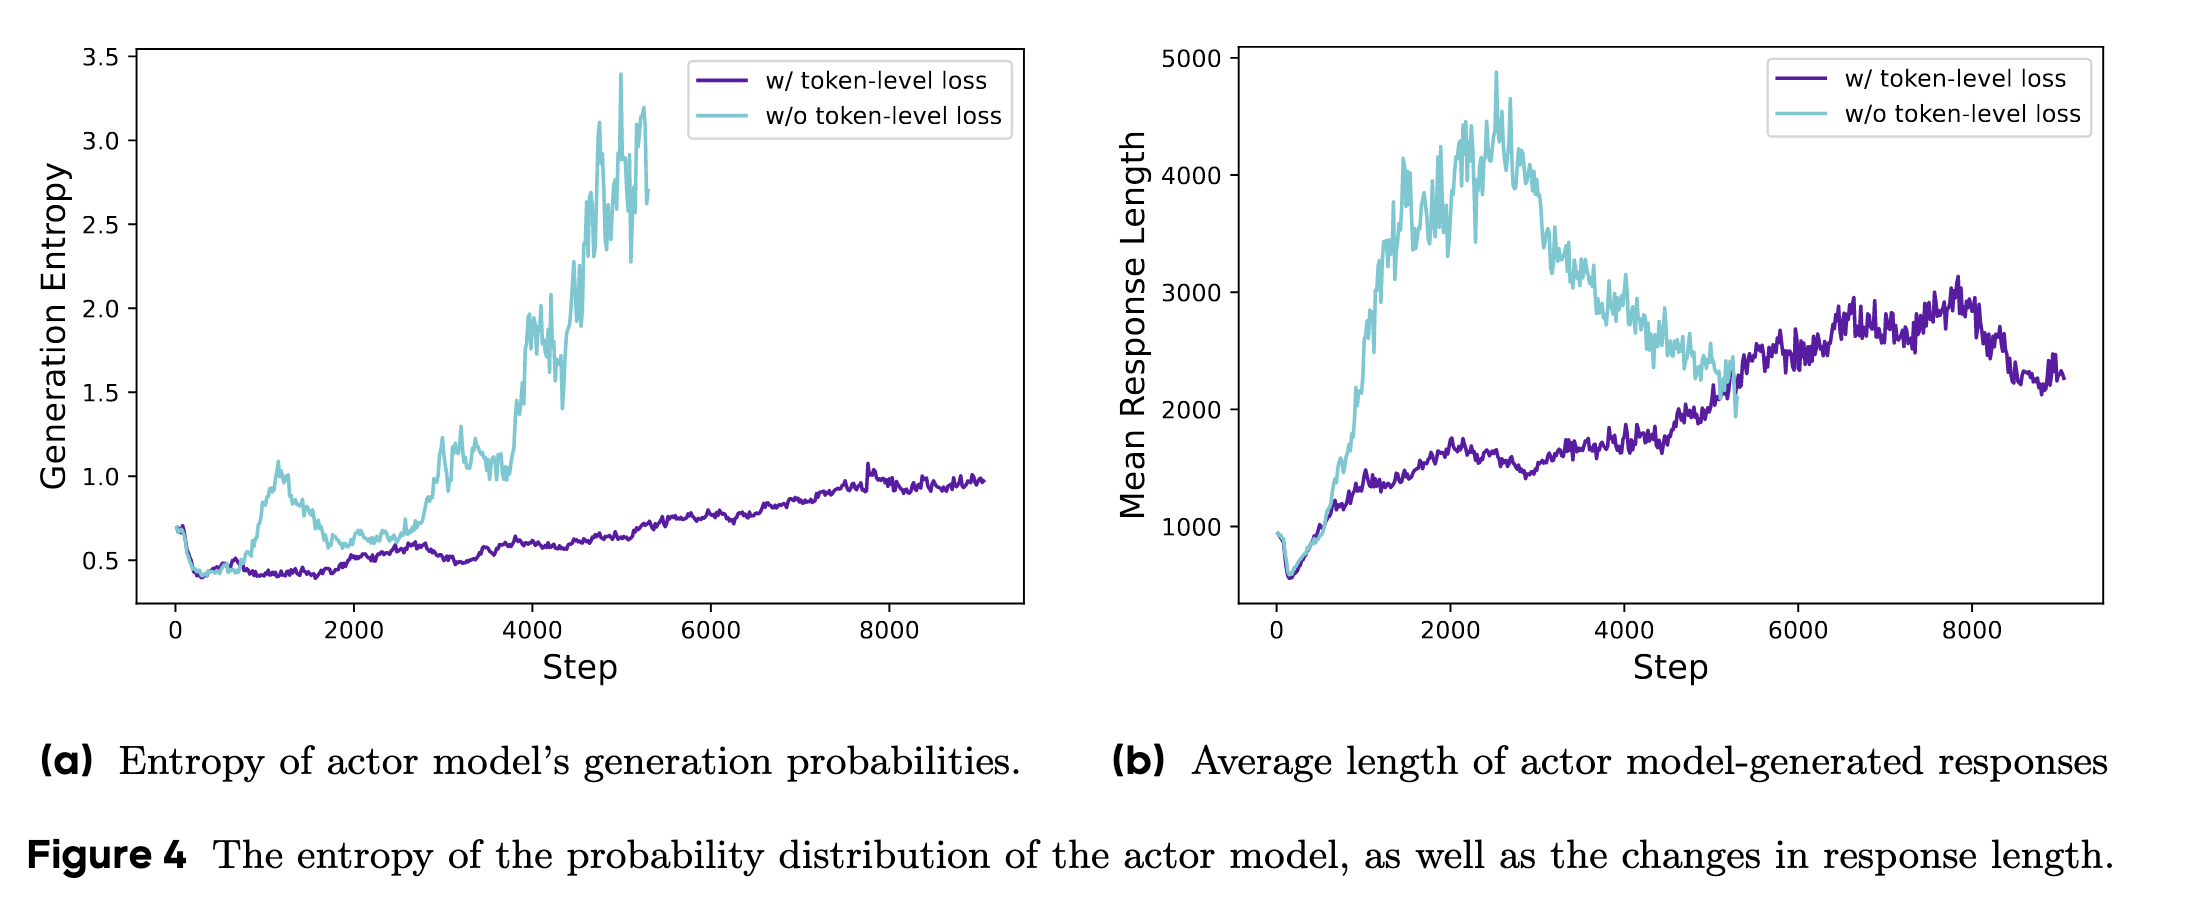 3.5
3.0
2.5
2.0
1.5
1.0
0.5
Generation Entropy
w/ token-level loss
w/o token-level loss
0 2000 4000 6000 8000
Step
5000
4000
3000
2000
1000
Mean Response Length
w/ token-level loss
w/o token-level loss
0 2000 4000 6000 8000
Step
(a) Entropy of actor model's generation probabilities.
(b) Average length of actor model-generated responses
Figure 4 The entropy of the probability distribution of the actor model, as well as the changes in response length.